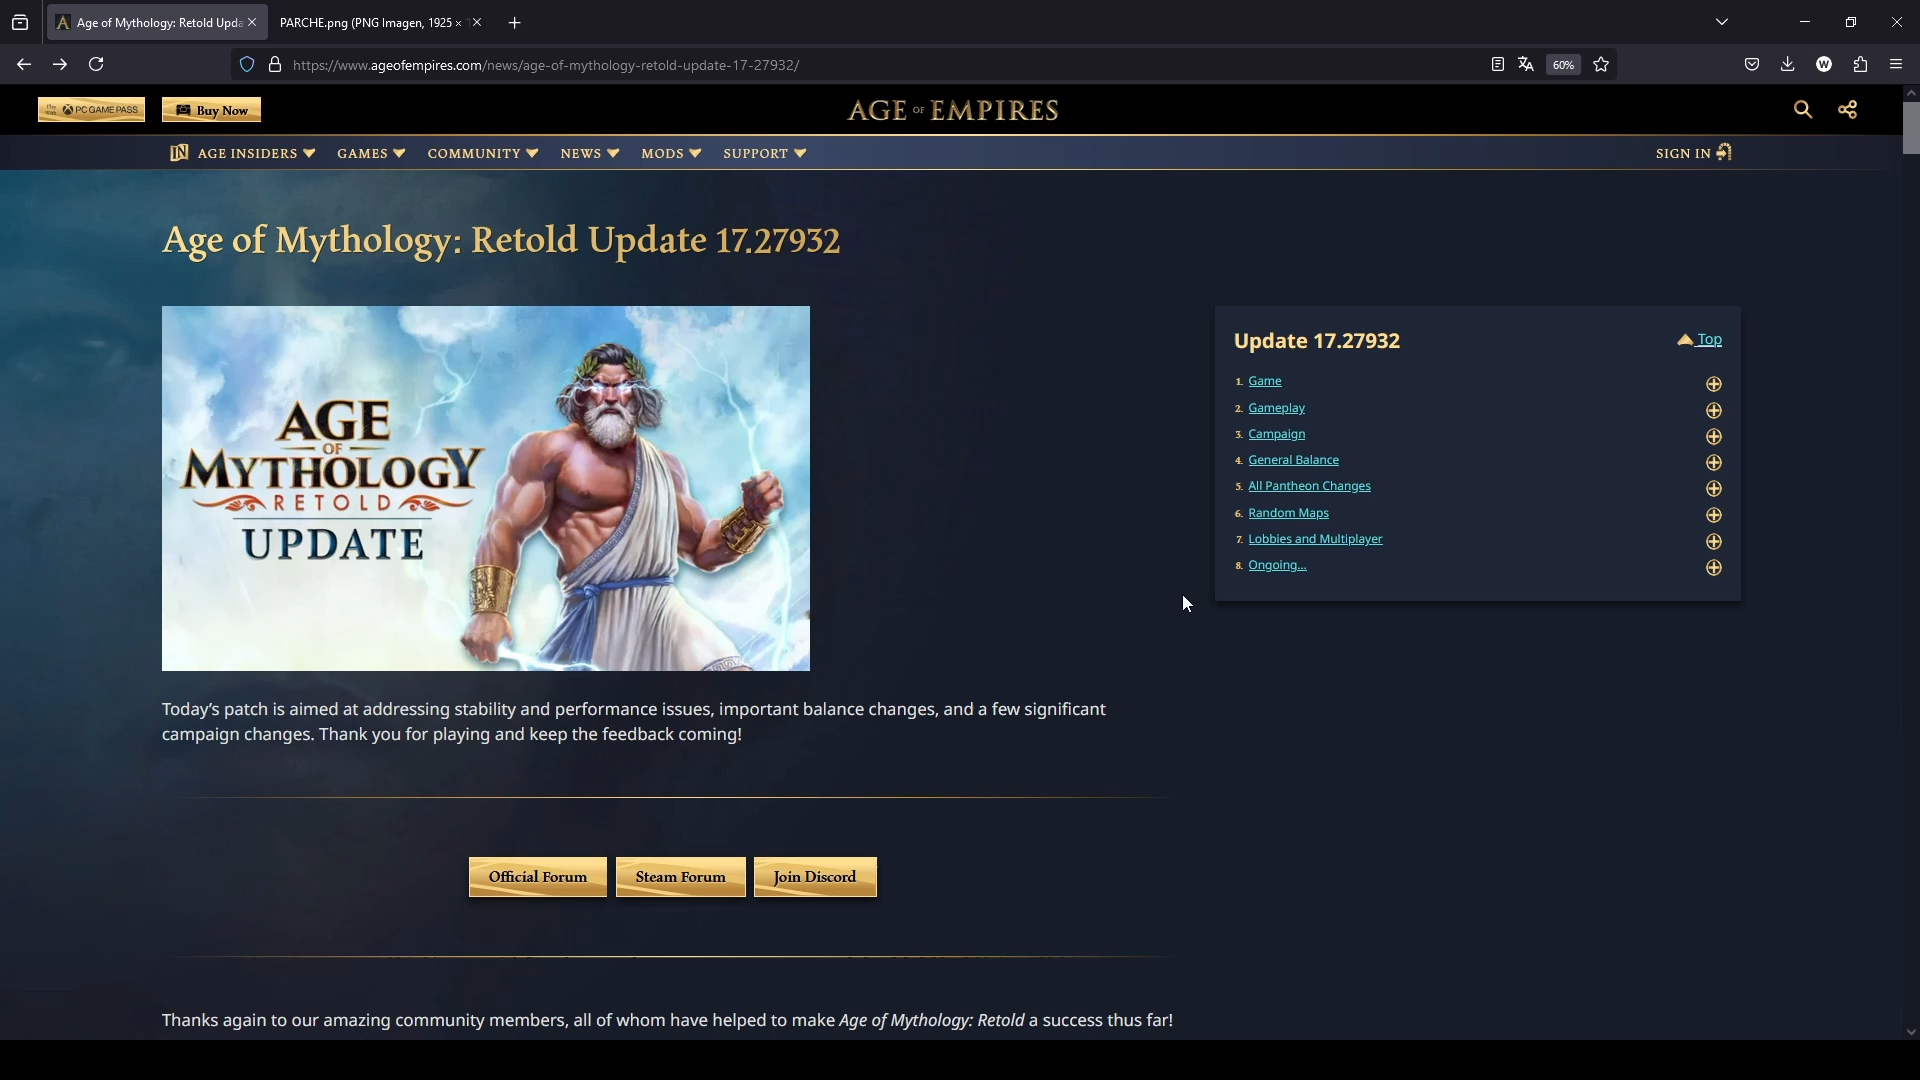 Age of Mythology: Retold Upda
PARCHE.png (PNG Imagen, 1925 ×
https://www.ageofempires.com/news/age-of-mythology-retold-update-17-27932/
60%
W
PC GAME PASS
Buy Now
AGE OF EMPIRES
IN AGE INSIDERS
GAMES
COMMUNITY
NEWS
MODS
SUPPORT
SIGN IN
Age of Mythology: Retold Update 17.27932
AGE
OF
MYTHOLOGY
RETOLD
UPDATE
Update 17.27932
Top
1. Game
2. Gameplay
3. Campaign
4. General Balance
5. All Pantheon Changes
6. Random Maps
7. Lobbies and Multiplayer
8. Ongoing...
Today’s patch is aimed at addressing stability and performance issues, important balance changes, and a few significant
campaign changes. Thank you for playing and keep the feedback coming!
Official Forum
Steam Forum
Join Discord
Thanks again to our amazing community members, all of whom have helped to make Age of Mythology: Retold a success thus far!